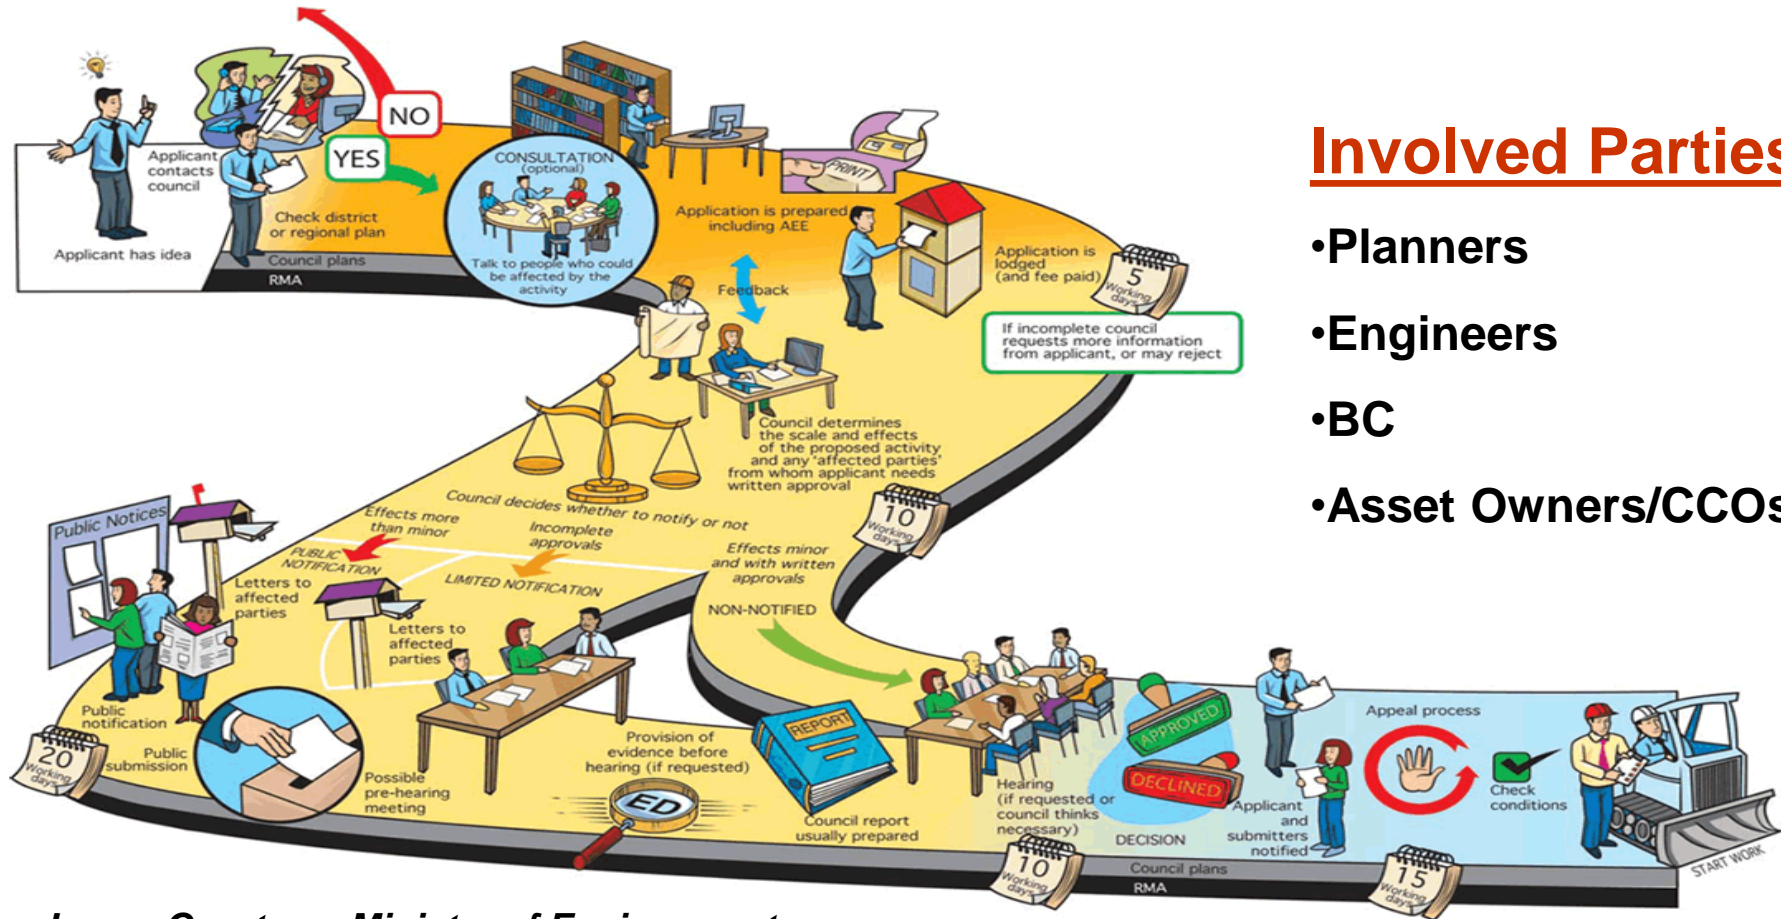 NO
YES
Applicant
contacts
council
Applicant has idea
Check district
or regional plan
Council plans
RMA
CONSULTATION
(optional)
Talk to people who could
be affected by the
activity
PRINT
Application is prepared
including AEE
Feedback
Application is
lodged
(and fee paid)
5
Working
days
If incomplete council
requests more information
from applicant, or may reject
Council determines
the scale and effects
of the proposed activity
and any 'affected parties'
from whom applicant needs
written approval
10
Working
days
Council decides whether to notify or not
Effects more
than minor
PUBLIC
NOTIFICATION
Incomplete
approvals
LIMITED NOTIFICATION
Effects minor
and with written
approvals
NON-NOTIFIED
Public Notices
Letters to
affected
parties
Letters to
affected
parties
Public
notification
20
Working
days
Public
submission
Possible
pre-hearing
meeting
Provision of
evidence before
hearing (if requested)
ED
REPORT
Council report
usually prepared
Hearing
(if requested or
council thinks
necessary)
10
Working
days
APPROVED
DECLINED
DECISION
Applicant
and
submitters
notified
Council plans
RMA
Appeal process
15
Working
days
Check
conditions
START WORK
Involved Parties
•Planners
•Engineers
•BC
•Asset Owners/CCOs